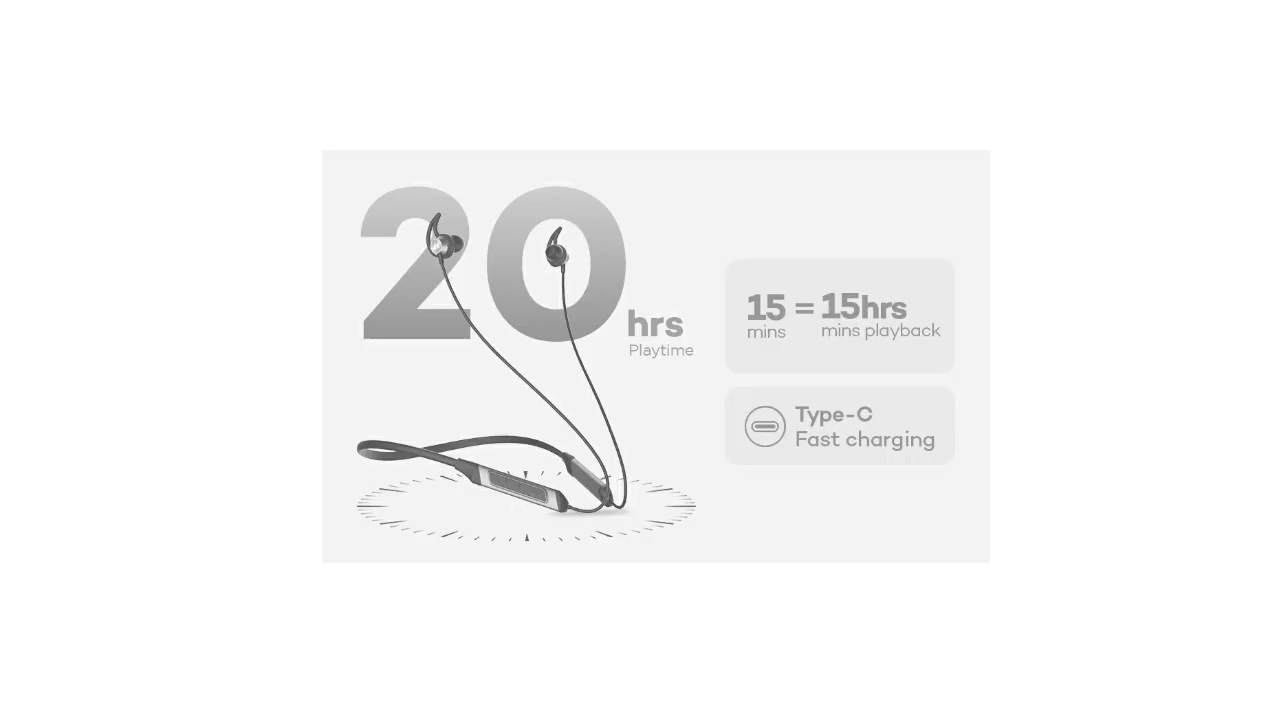 20
hrs
Playtime
15 = 15hrs
mins mins playback
Type-C
Fast charging